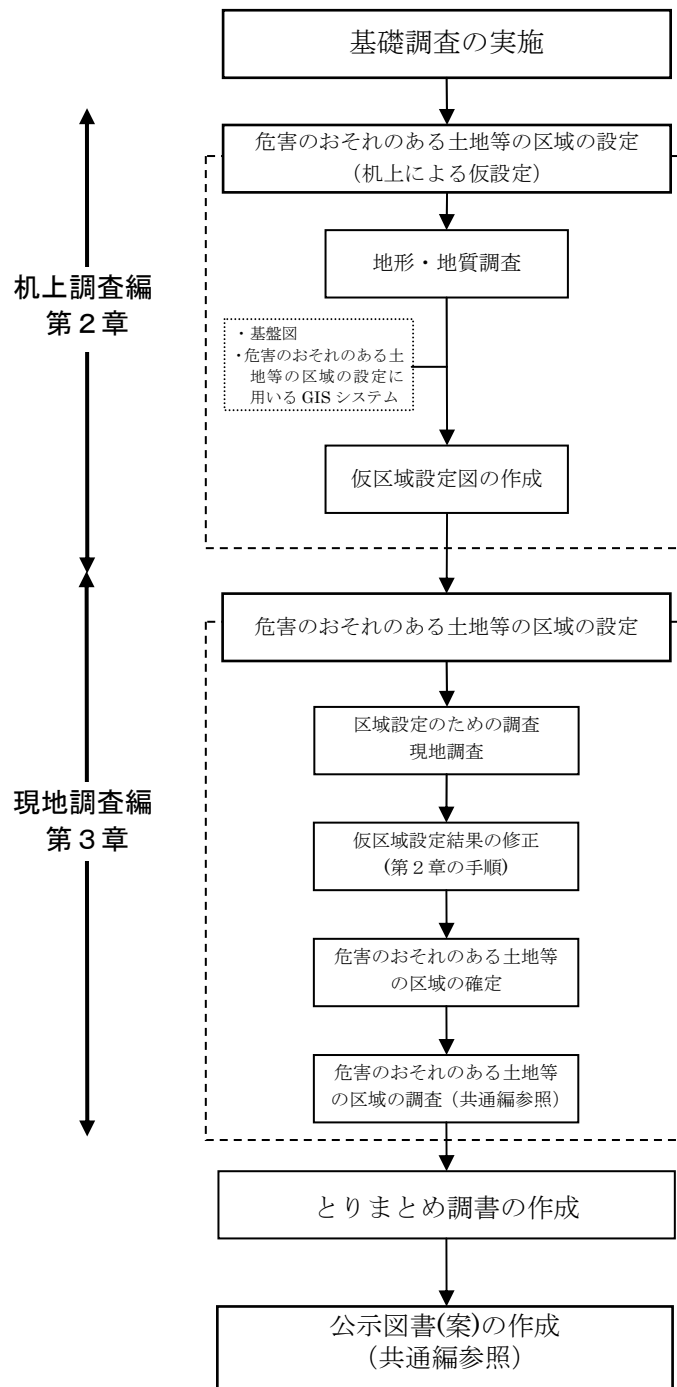 基礎調査の実施
危害のおそれのある土地等の区域の設定
（机上による仮設定）
地形・地質調査
机上調査編
第２章
・基盤図
・危害のおそれのある土
地等の区域の設定に
用いる GIS システム
仮区域設定図の作成
危害のおそれのある土地等の区域の設定
区域設定のための調査
現地調査
現地調査編
第３章
仮区域設定結果の修正
(第２章の手順)
危害のおそれのある土地等
の区域の確定
危害のおそれのある土地等
の区域の調査（共通編参照）
とりまとめ調書の作成
公示図書(案)の作成
（共通編参照）